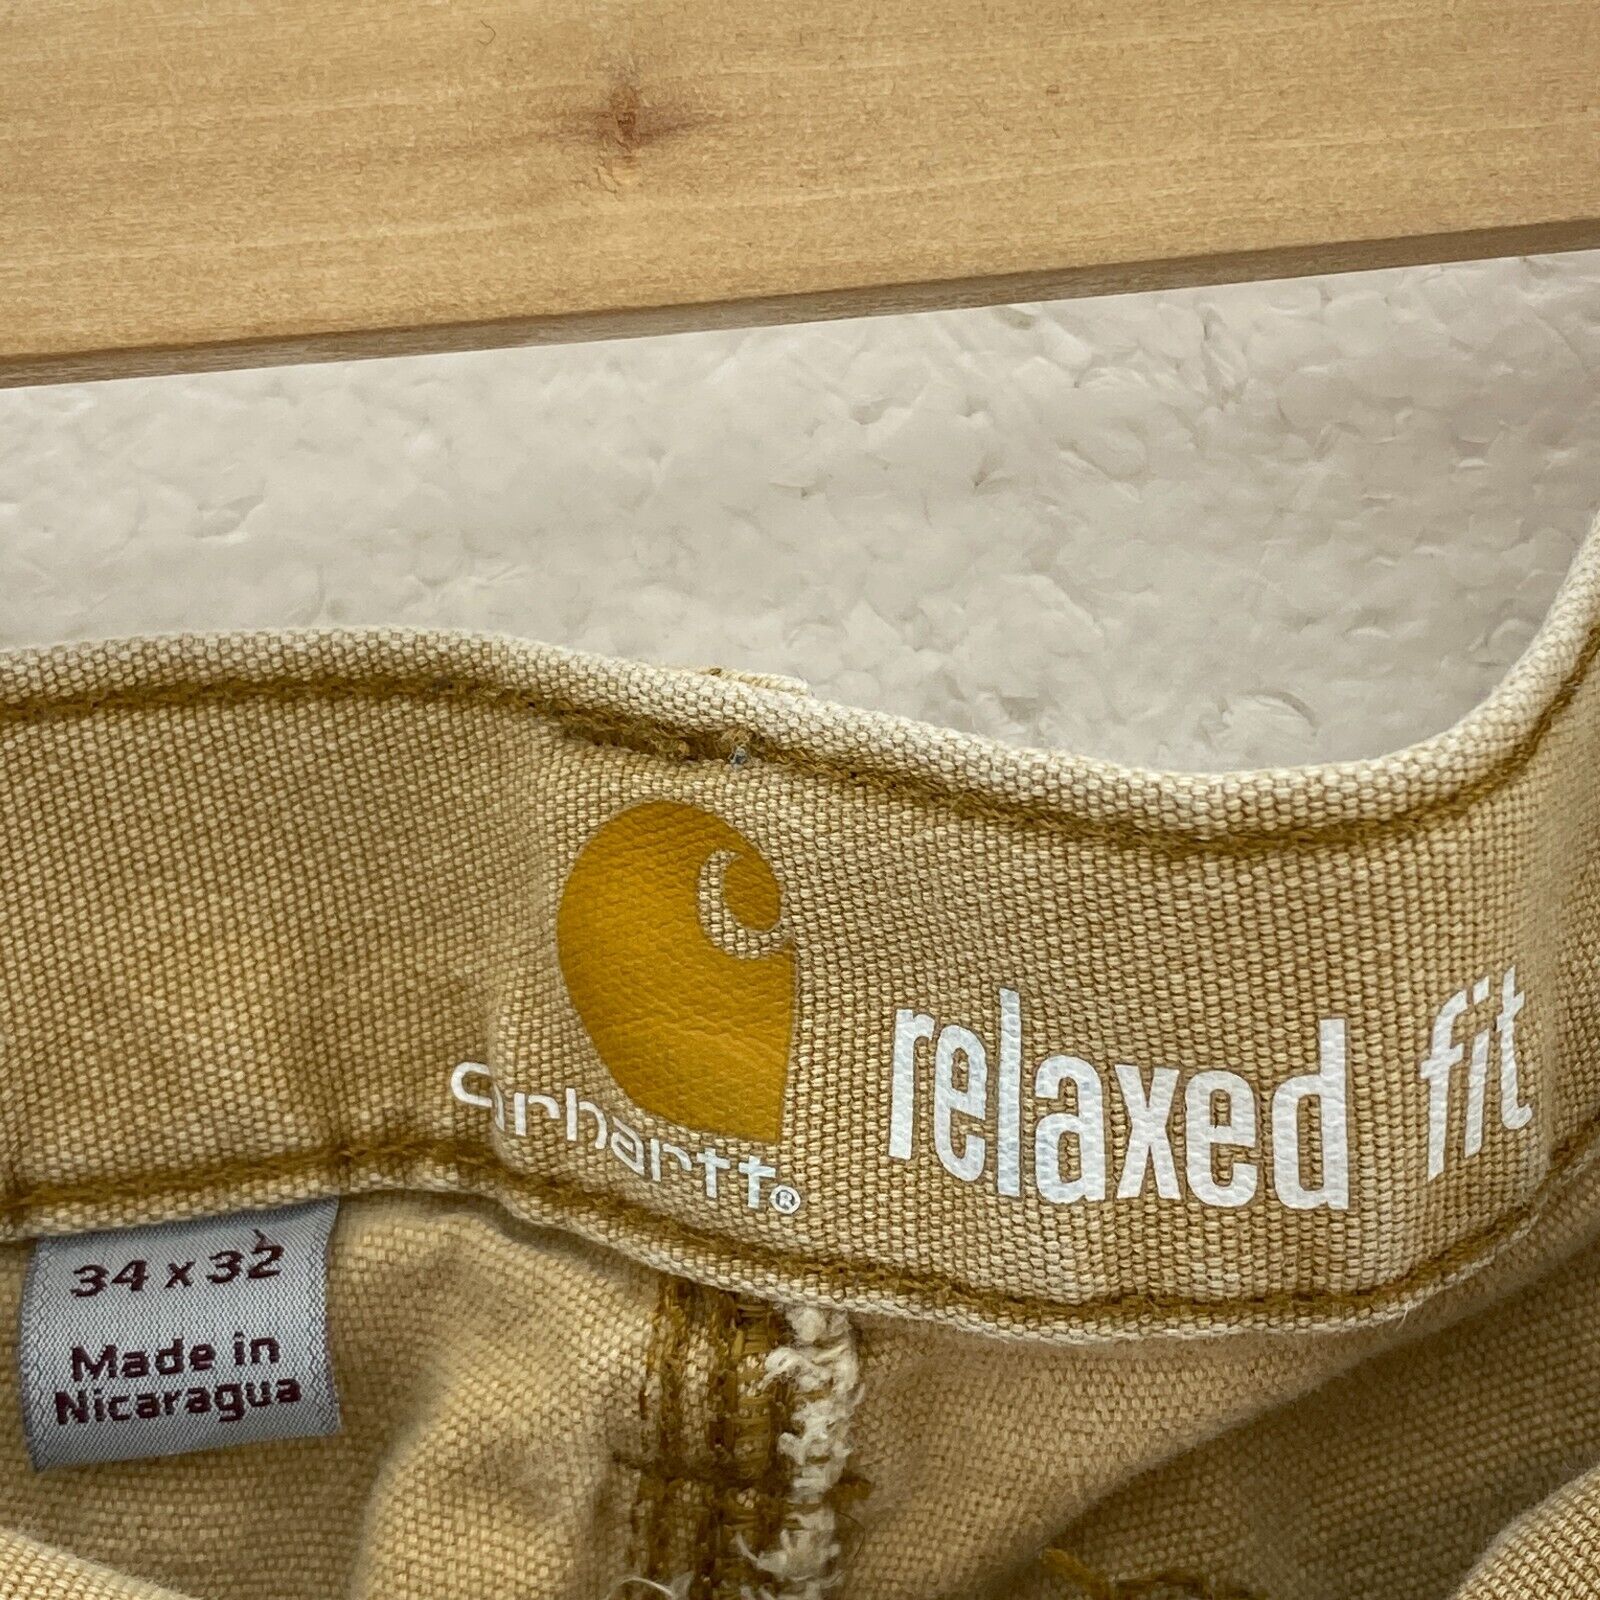 carhartt®
relaxed fit
34 x 32
Made in
Nicaragua